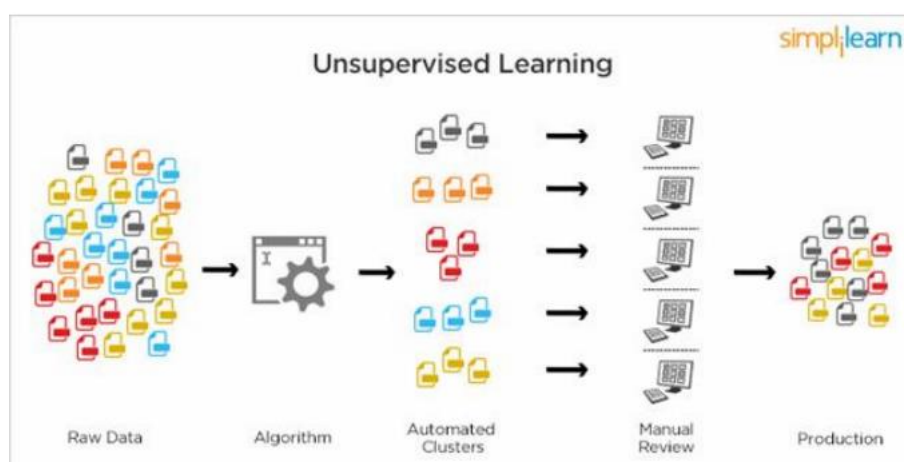 simplilearn
Unsupervised Learning
Raw Data
Algorithm
Automated
Clusters
Manual
Review
Production